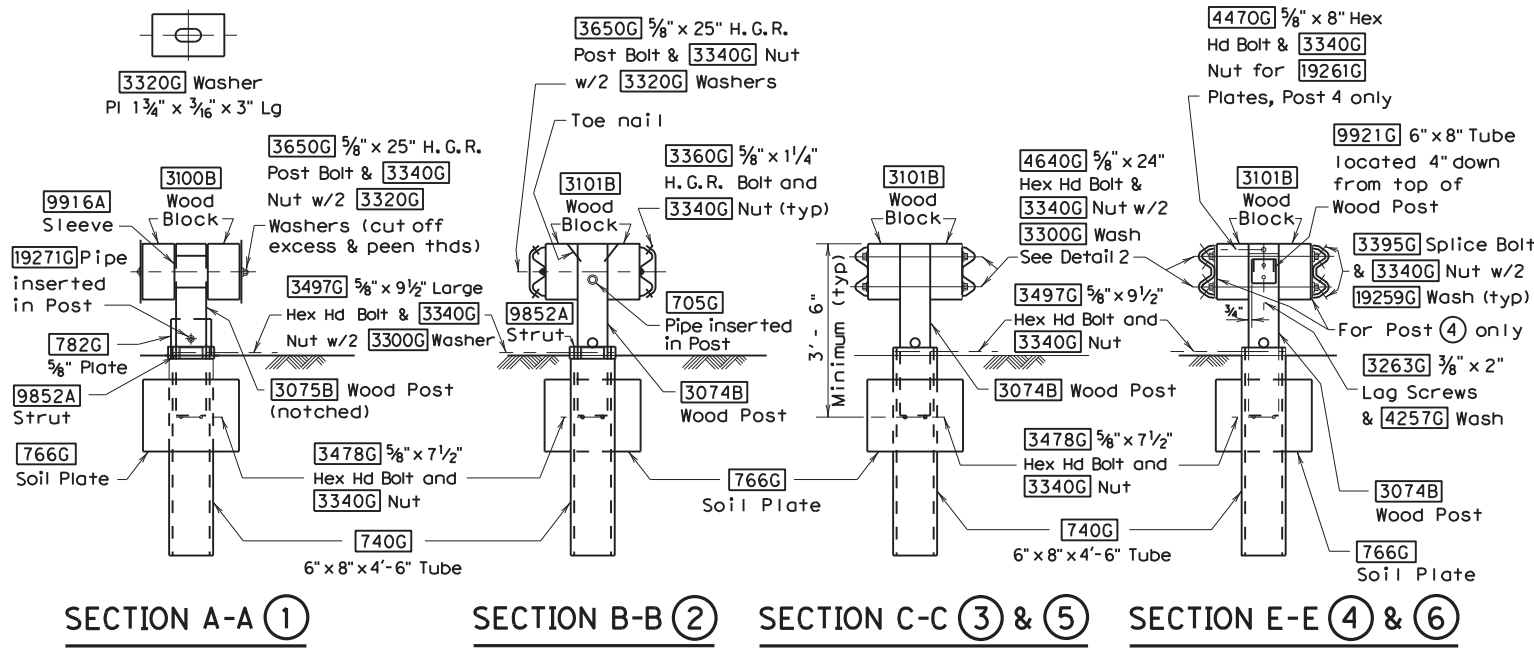 3320G Washer
Pl 1¾" x 3⁄16" x 3" Lg
3650G ⅝" x 25" H.G.R.
Post Bolt & 3340G Nut
w/2 3320G Washers
Toe nail
4470G ⅝" x 8" Hex
Hd Bolt & 3340G
Nut for 19261G
Plates, Post 4 only
3650G ⅝" x 25" H.G.R.
Post Bolt & 3340G
Nut w/2 3320G
Washers (cut off
excess & peen thds)
3100B
Wood
Block
9916A
Sleeve
19271G Pipe
inserted
in Post
782G
⅝" Plate
9852A
Strut
766G
Soil Plate
3497G ⅝" x 9½" Large
Hex Hd Bolt & 3340G
Nut w/2 3300G Washer
3075B Wood Post
(notched)
3478G ⅝" x 7½"
Hex Hd Bolt and
3340G Nut
740G
6" x 8" x 4'-6" Tube
3101B
Wood
Block
3360G ⅝" x 1¼"
H.G.R. Bolt and
3340G Nut (typ)
9852A
Strut
705G
Pipe inserted
in Post
3074B
Wood Post
766G
Soil Plate
3'-6"
Minimum (typ)
3101B
Wood
Block
4640G ⅝" x 24"
Hex Hd Bolt &
3340G Nut w/2
3300G Wash
See Detail 2
3497G ⅝" x 9½"
Hex Hd Bolt and
3340G Nut
3074B Wood Post
3478G ⅝" x 7½"
Hex Hd Bolt and
3340G Nut
740G
6" x 8" x 4'-6" Tube
3101B
Wood
Block
9921G 6" x 8" Tube
located 4" down
from top of
Wood Post
3395G Splice Bolt
& 3340G Nut w/2
19259G Wash (typ)
¾"
For Post 4 only
3263G ⅜" x 2"
Lag Screws
& 4257G Wash
3074B
Wood Post
766G
Soil Plate
SECTION A-A 1
SECTION B-B 2
SECTION C-C 3 & 5
SECTION E-E 4 & 6